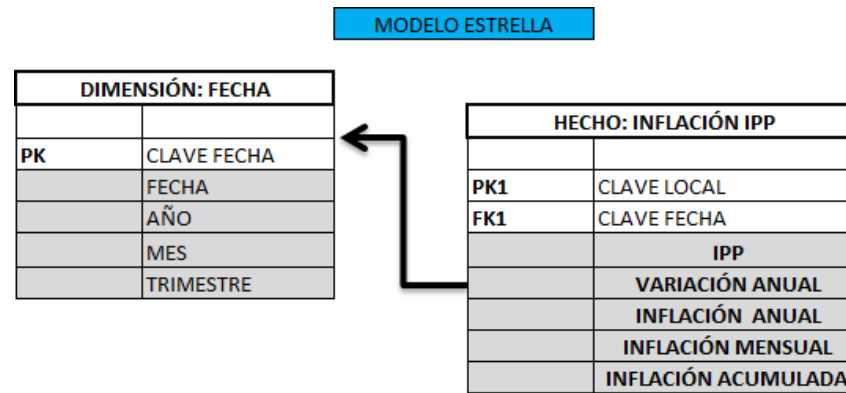 MODELO ESTRELLA
DIMENSIÓN: FECHA
PK CLAVE FECHA
FECHA
AÑO
MES
TRIMESTRE
HECHO: INFLACIÓN IPP
PK1 CLAVE LOCAL
FK1 CLAVE FECHA
IPP
VARIACIÓN ANUAL
INFLACIÓN ANUAL
INFLACIÓN MENSUAL
INFLACIÓN ACUMULADA